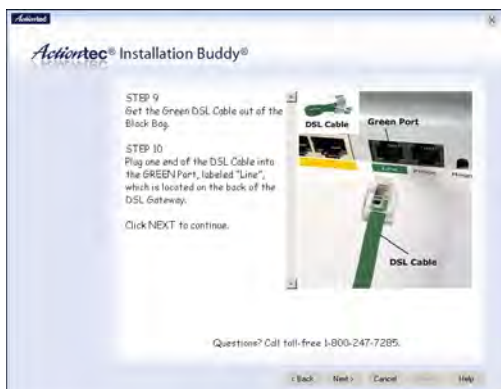 Actiontec
Actiontec® Installation Buddy®
STEP 9
Get the Green DSL Cable out of the
Black Bag.
STEP 10
Plug one end of the DSL Cable into
the GREEN Port, labeled "Line",
which is located on the back of the
DSL Gateway.
Click NEXT to continue.
DSL Cable
Green Port
Line
Phone
DSL Cable
Questions? Call toll-free 1-800-247-7285.
< Back
Next >
Cancel
Help